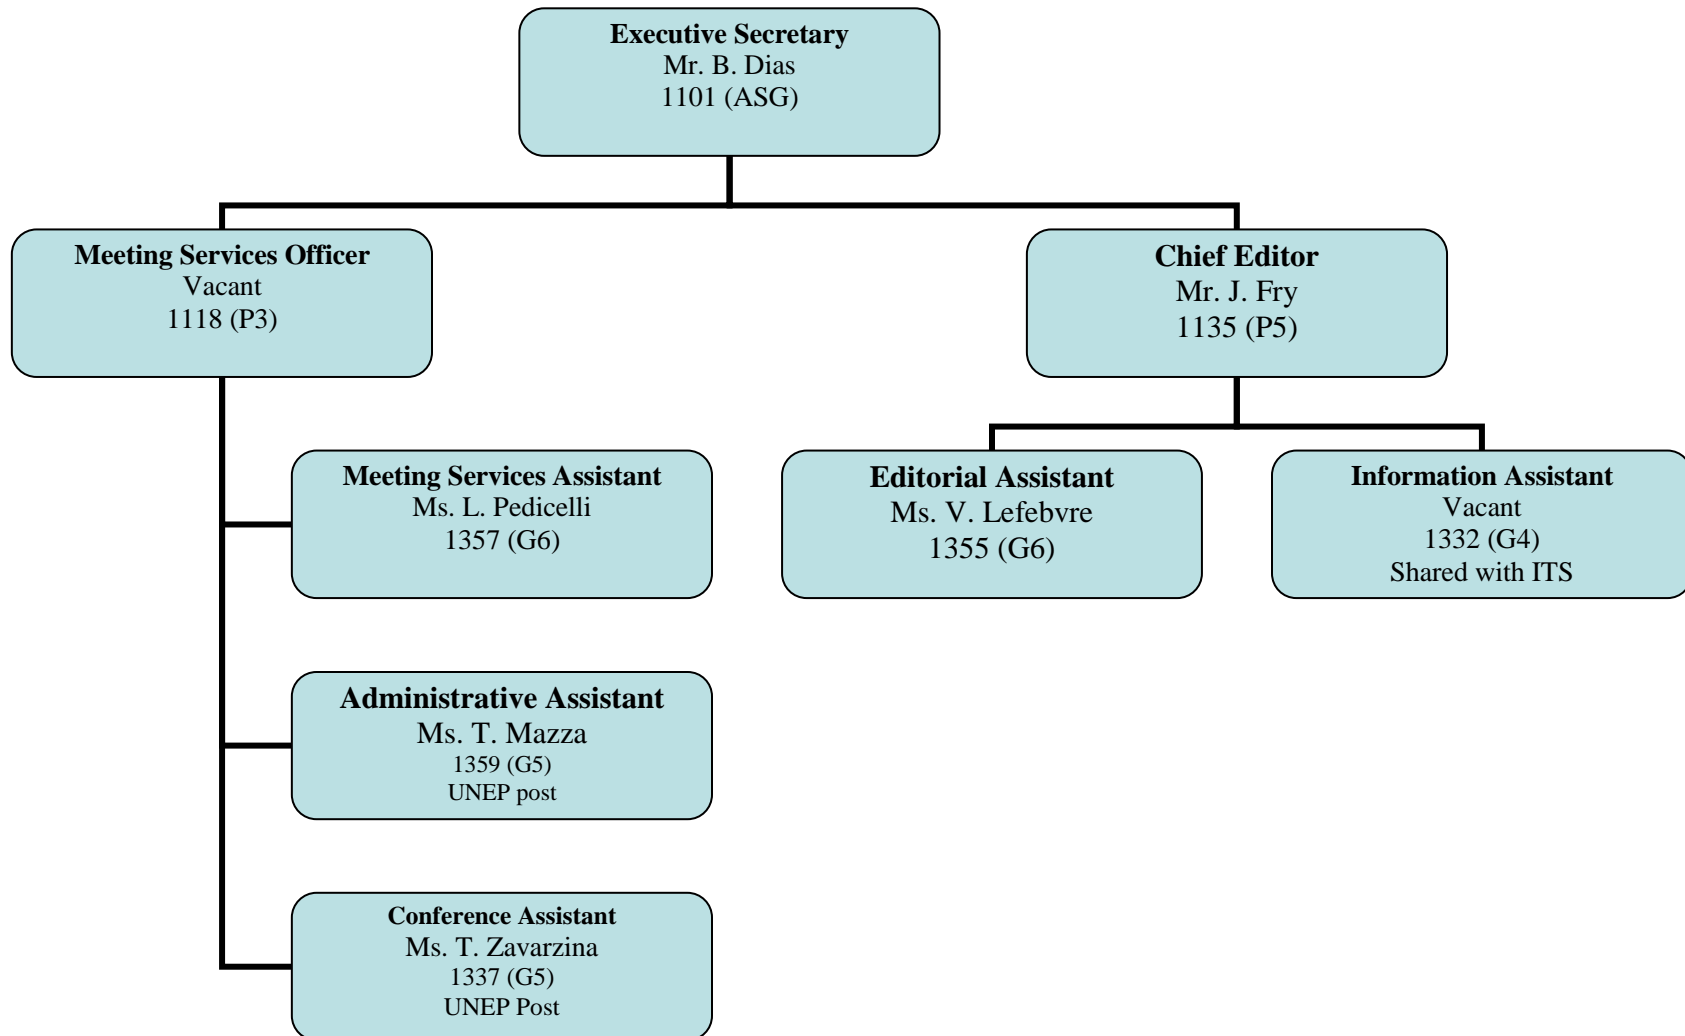 Executive Secretary
Mr. B. Dias
1101 (ASG)
Meeting Services Officer
Vacant
1118 (P3)
Chief Editor
Mr. J. Fry
1135 (P5)
Meeting Services Assistant
Ms. L. Pedicelli
1357 (G6)
Editorial Assistant
Ms. V. Lefebvre
1355 (G6)
Information Assistant
Vacant
1332 (G4)
Shared with ITS
Administrative Assistant
Ms. T. Mazza
1359 (G5)
UNEP post
Conference Assistant
Ms. T. Zavarzina
1337 (G5)
UNEP Post